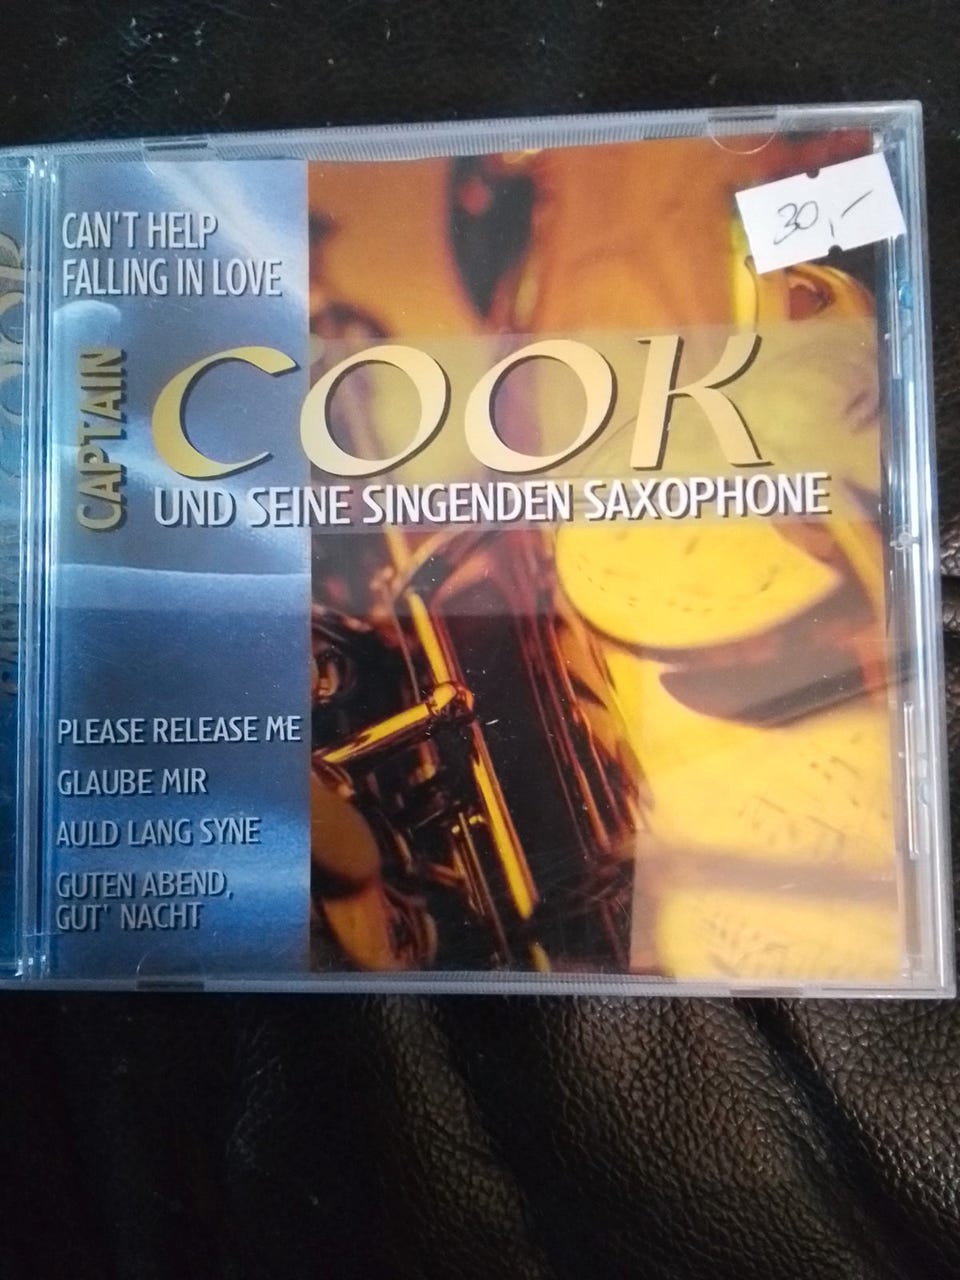 CAN'T HELP
FALLING IN LOVE
30,-
CAPTAIN
COOK
UND SEINE SINGENDEN SAXOPHONE
PLEASE RELEASE ME
GLAUBE MIR
AULD LANG SYNE
GUTEN ABEND,
GUT' NACHT